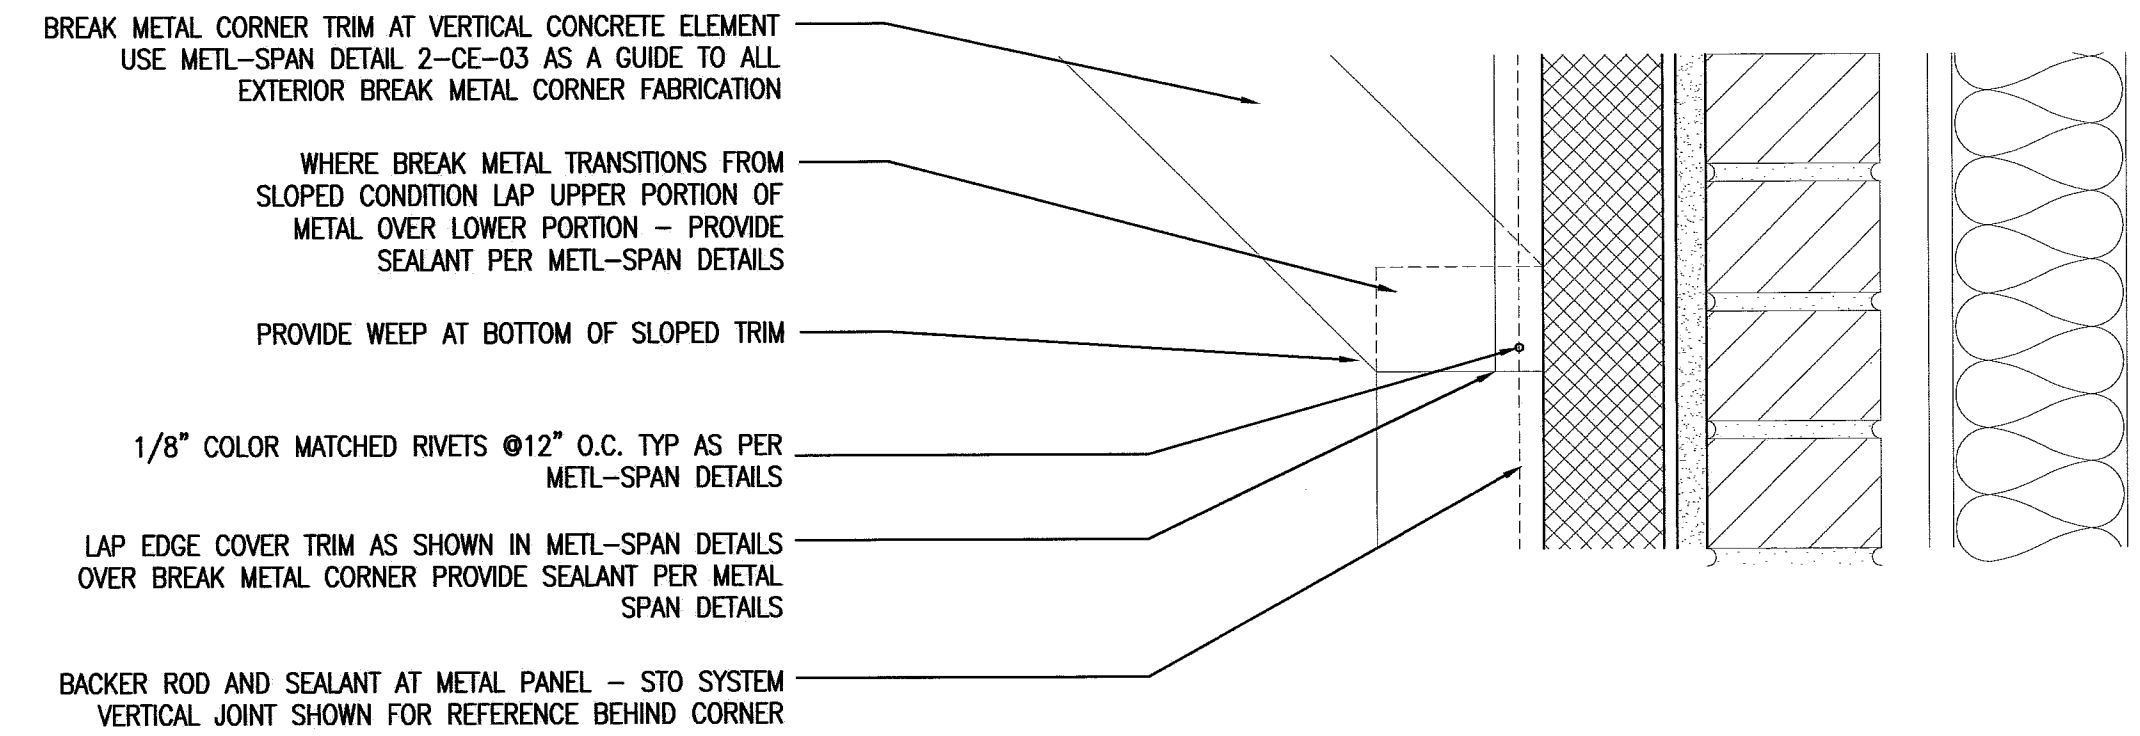 BREAK METAL CORNER TRIM AT VERTICAL CONCRETE ELEMENT
USE METL-SPAN DETAIL 2-CE-03 AS A GUIDE TO ALL
EXTERIOR BREAK METAL CORNER FABRICATION
WHERE BREAK METAL TRANSITIONS FROM
SLOPED CONDITION LAP UPPER PORTION OF
METAL OVER LOWER PORTION - PROVIDE
SEALANT PER METL-SPAN DETAILS
PROVIDE WEEP AT BOTTOM OF SLOPED TRIM
1/8" COLOR MATCHED RIVETS @12" O.C. TYP AS PER
METL-SPAN DETAILS
LAP EDGE COVER TRIM AS SHOWN IN METL-SPAN DETAILS
OVER BREAK METAL CORNER PROVIDE SEALANT PER METAL
SPAN DETAILS
BACKER ROD AND SEALANT AT METAL PANEL - STO SYSTEM
VERTICAL JOINT SHOWN FOR REFERENCE BEHIND CORNER